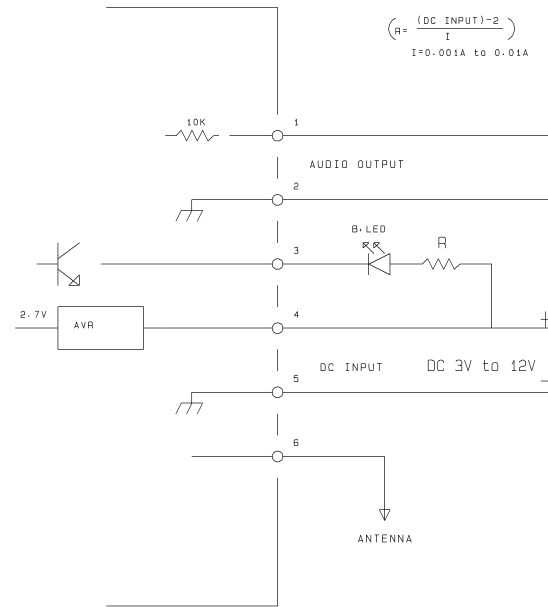 (R= (DC INPUT)-2 / I)
I=0.001A to 0.01A
10K
1
AUDIO OUTPUT
2
B.LED
3
R
2.7V
AVR
4
+
DC INPUT
DC 3V to 12V
5
-
6
ANTENNA